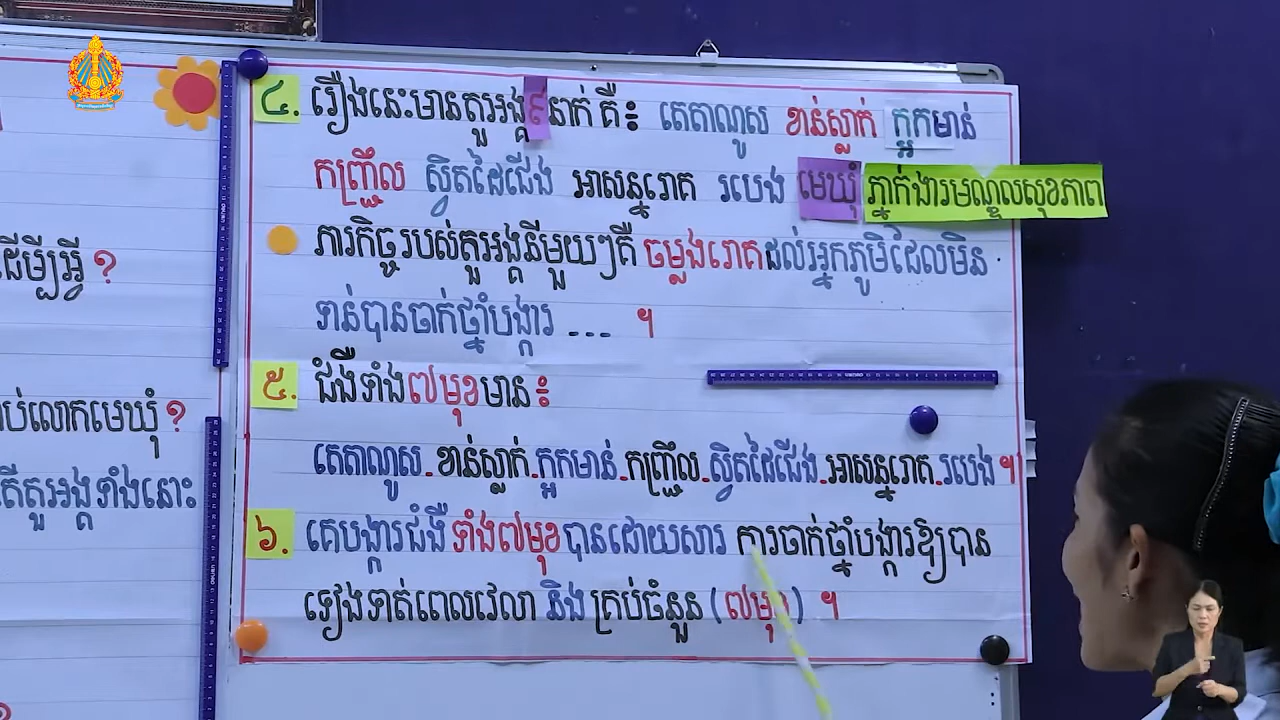 ដើម្បីអ្វី ?
ប់លោកមេឃុំ ?
តើតួអង្គទាំងនោះ
៤. រឿងនេះមានតួអង្គ ៩ នាក់ គឺ៖ តេតាណូស ខាន់ស្លាក់ ក្អកមាន់
កញ្ជ្រឹល ស្វិតដៃជើង អាសន្នរោគ របេង មេឃុំ ភ្នាក់ងារមណ្ឌលសុខភាព
ភារកិច្ចរបស់តួអង្គនីមួយៗគឺ ចម្លងរោគដល់អ្នកភូមិដែលមិន
ទាន់បានចាក់ថ្នាំបង្ការ ... ។
៥. ជំងឺទាំង៧មុខមាន៖
តេតាណូស - ខាន់ស្លាក់ - ក្អកមាន់ - កញ្ជ្រឹល - ស្វិតដៃជើង - អាសន្នរោគ - របេង ។
៦. គេបង្ការជំងឺ ទាំង៧មុខបានដោយសារ ការចាក់ថ្នាំបង្ការឱ្យបាន
ទៀងទាត់ពេលវេលា និងគ្រប់ចំនួន (៧មុខ) ។